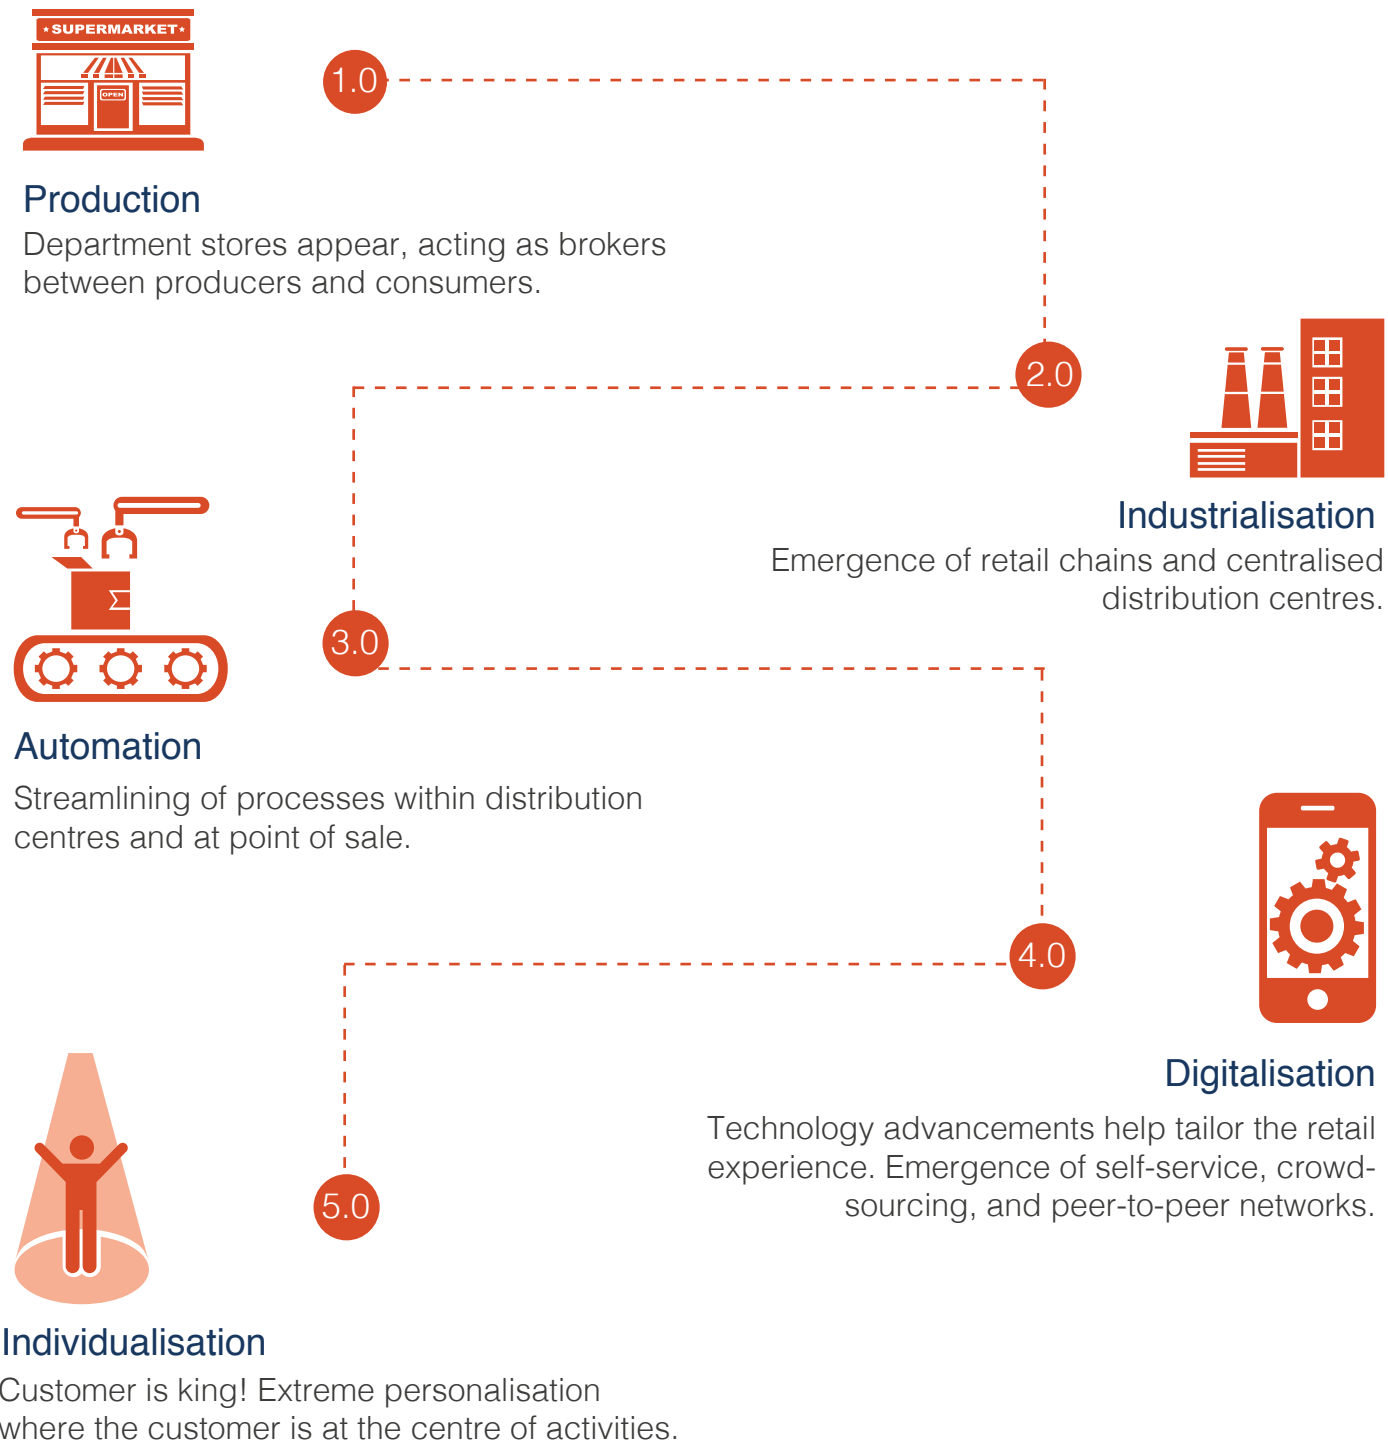 ★SUPERMARKET★
OPEN
1.0
Production
Department stores appear, acting as brokers
between producers and consumers.
2.0
Industrialisation
Emergence of retail chains and centralised
distribution centres.
3.0
Automation
Streamlining of processes within distribution
centres and at point of sale.
4.0
Digitalisation
Technology advancements help tailor the retail
experience. Emergence of self-service, crowd-
sourcing, and peer-to-peer networks.
5.0
Individualisation
Customer is king! Extreme personalisation
where the customer is at the centre of activities.